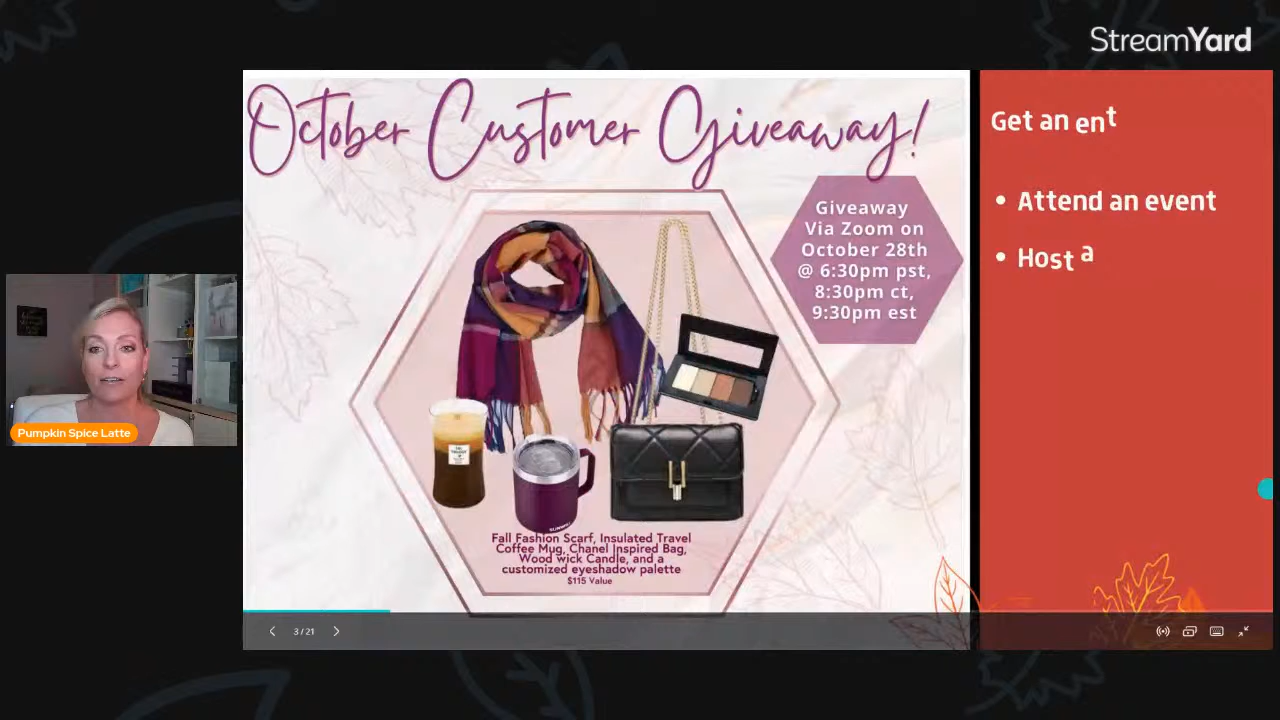 StreamYard
October Customer Giveaway!
Giveaway
Via Zoom on
October 28th
@ 6:30pm pst,
8:30pm ct,
9:30pm est
Fall Fashion Scarf, Insulated Travel
Coffee Mug, Chanel Inspired Bag,
Wood wick Candle, and a
customized eyeshadow palette
$115 Value
Get an ent
• Attend an event
• Host a
Pumpkin Spice Latte
3 / 21